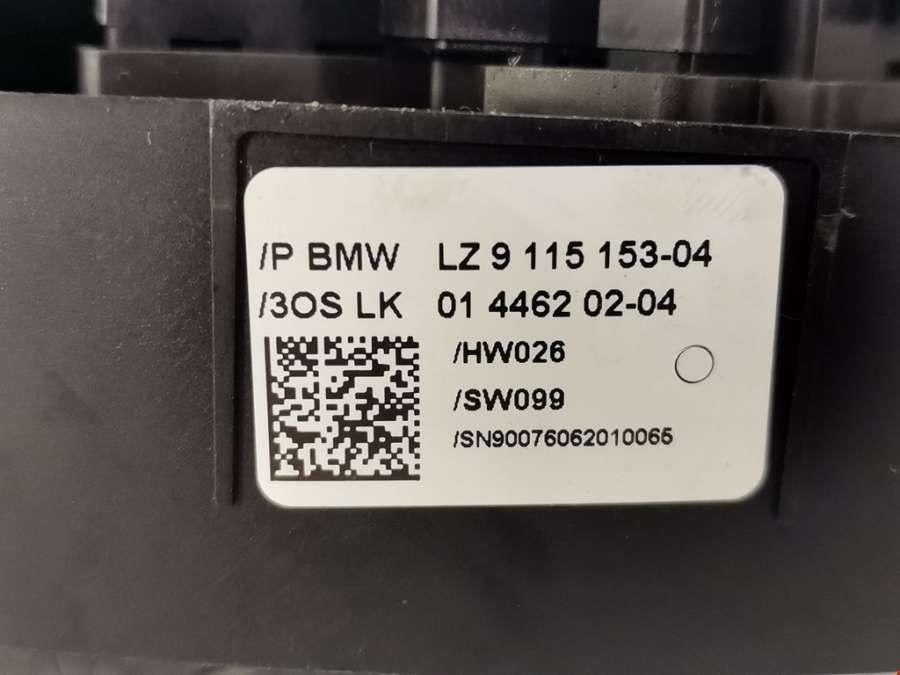 /P BMW LZ 9 115 153-04
/3OS LK 01 4462 02-04
/HW026
/SW099
/SN90076062010065